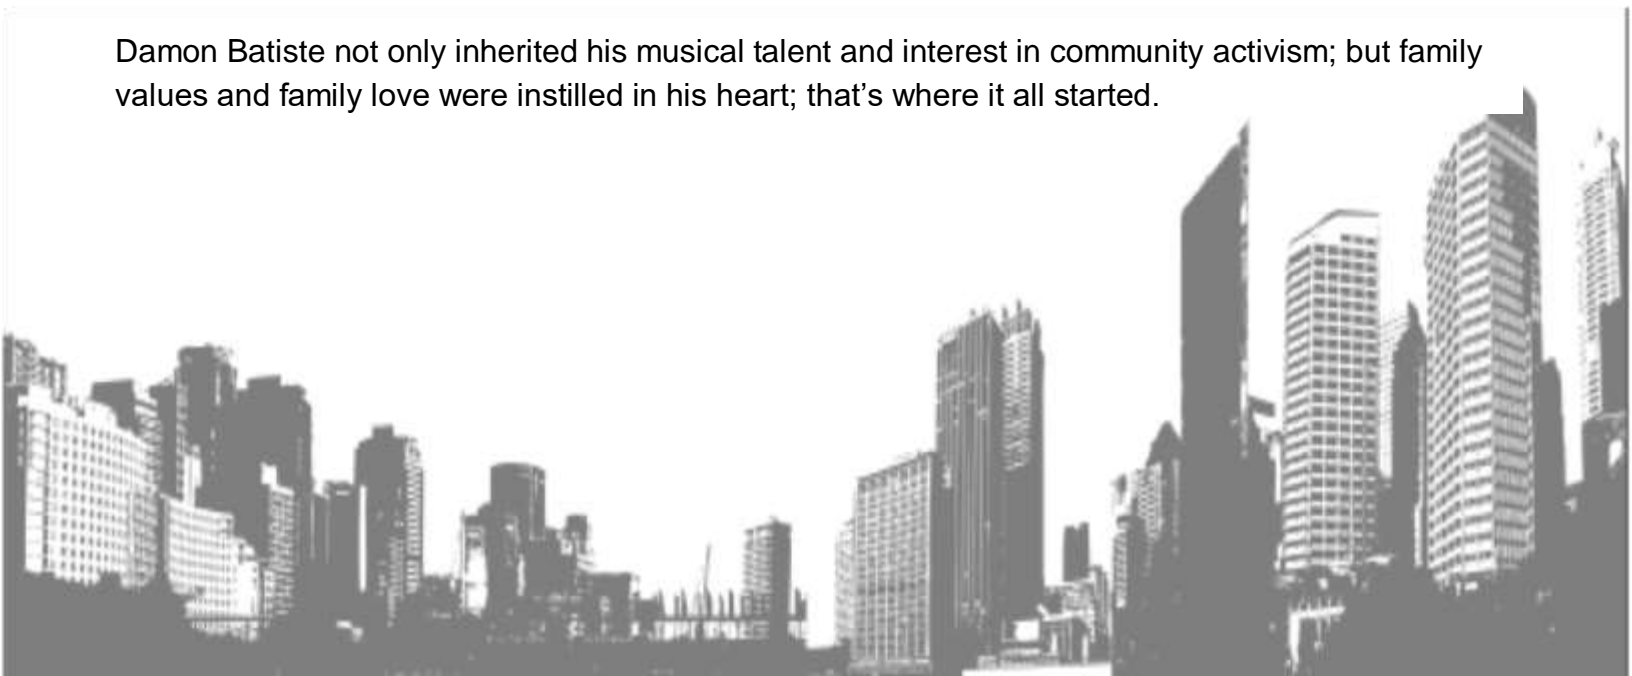 Damon Batiste not only inherited his musical talent and interest in community activism; but family
values and family love were instilled in his heart; that’s where it all started.